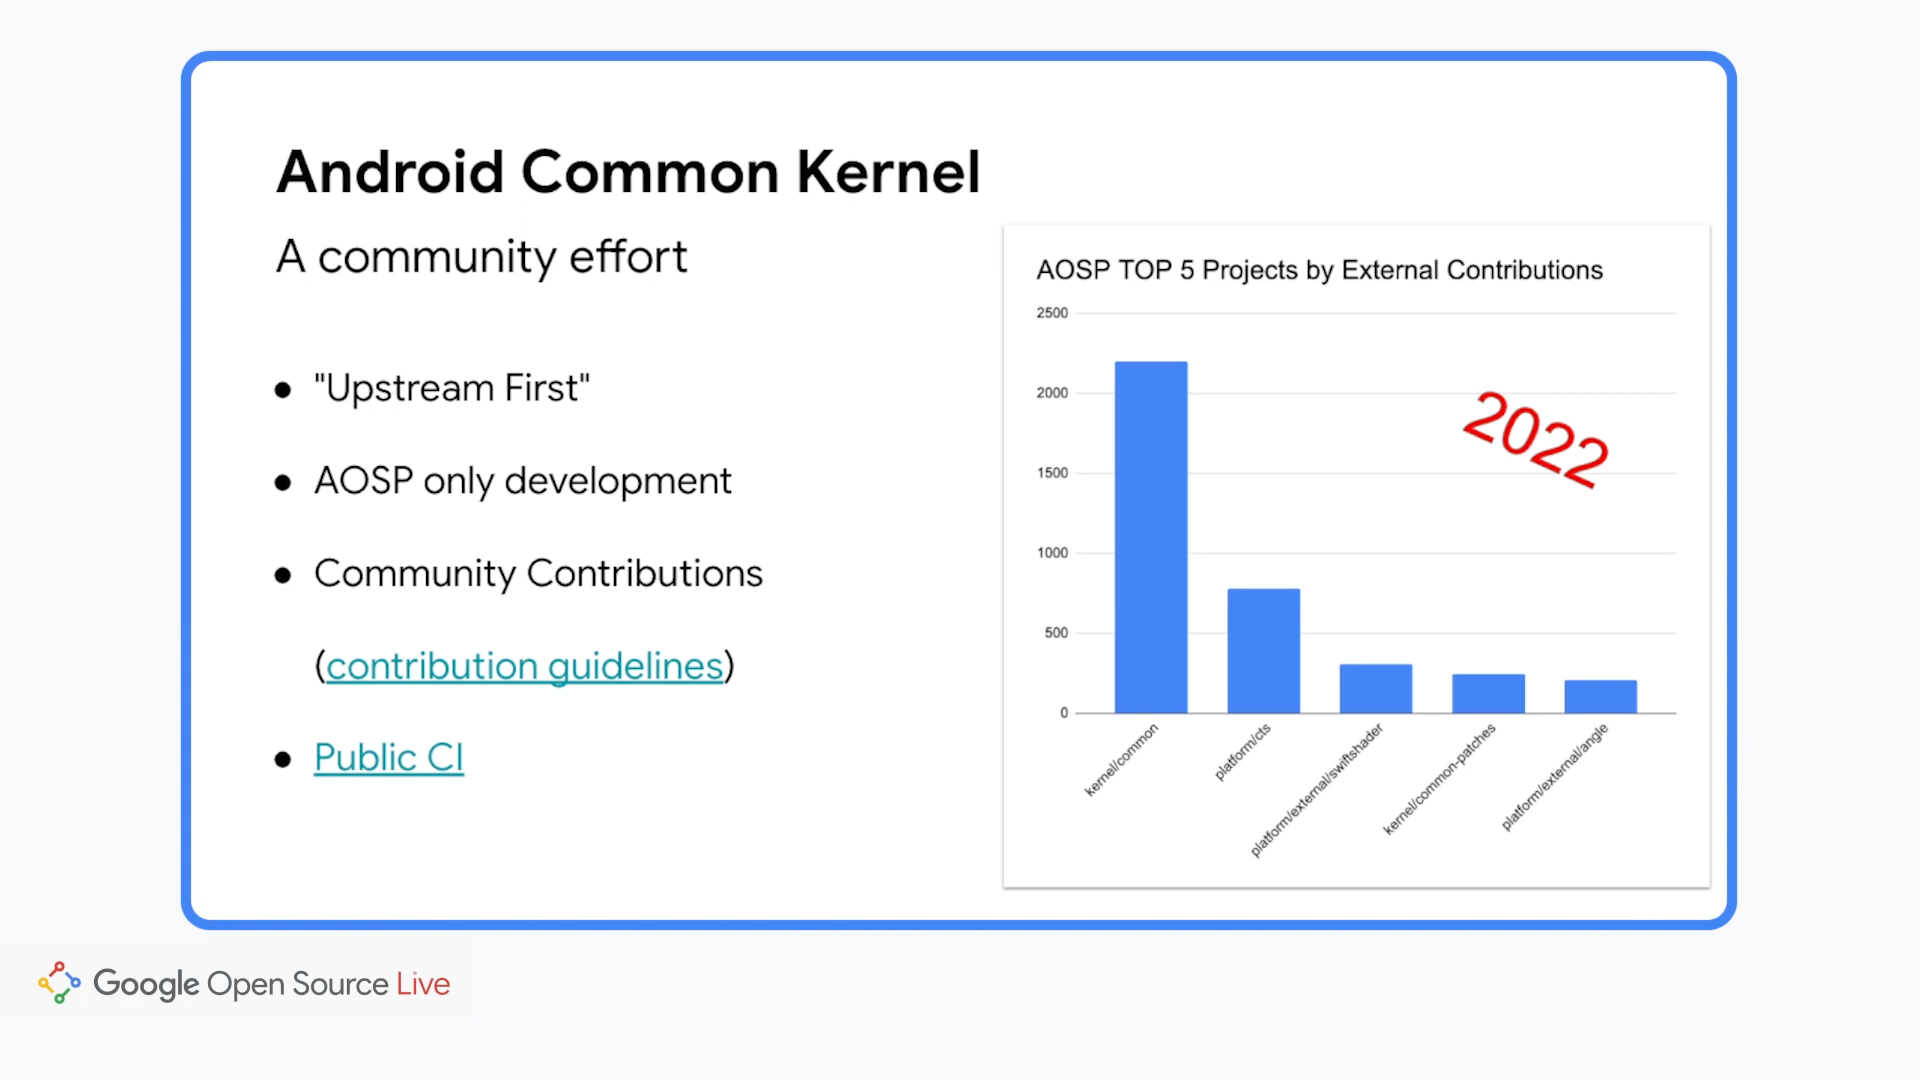 Android Common Kernel
A community effort
● "Upstream First"
● AOSP only development
● Community Contributions
(contribution guidelines)
● Public CI
AOSP TOP 5 Projects by External Contributions
2500
2000
1500
1000
500
0
2022
kernel/common
platform/cts
platform/external/swiftshader
kernel/common-patches
platform/external/angle
Google Open Source Live